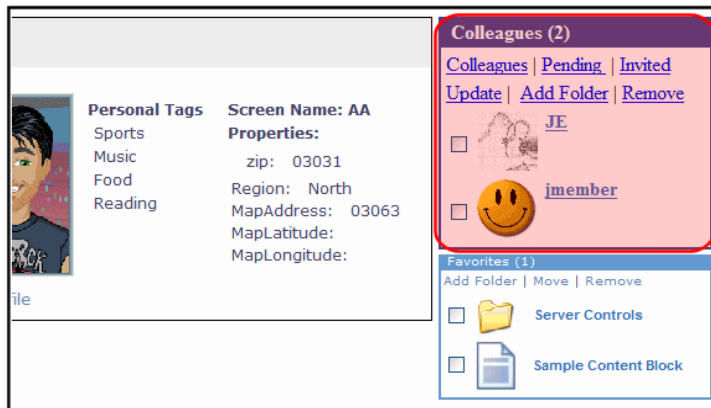 Personal Tags
Sports
Music
Food
Reading
Screen Name: AA
Properties:
zip: 03031
Region: North
MapAddress: 03063
MapLatitude:
MapLongitude:
file
Colleagues (2)
Colleagues | Pending | Invited
Update | Add Folder | Remove
JE
jmember
Favorites (1)
Add Folder | Move | Remove
Server Controls
Sample Content Block